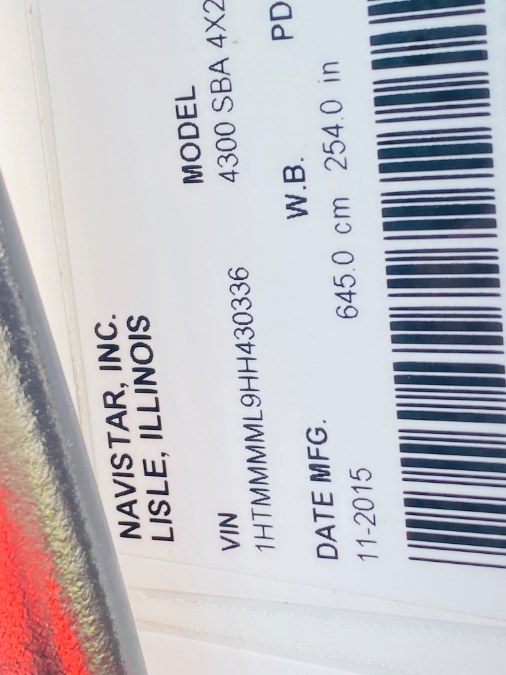 NAVISTAR, INC.
LISLE, ILLINOIS
VIN
1HTMMMML9HH430336
MODEL
4300 SBA 4X2
DATE MFG.
11-2015
W.B.
645.0 cm 254.0 in
PD